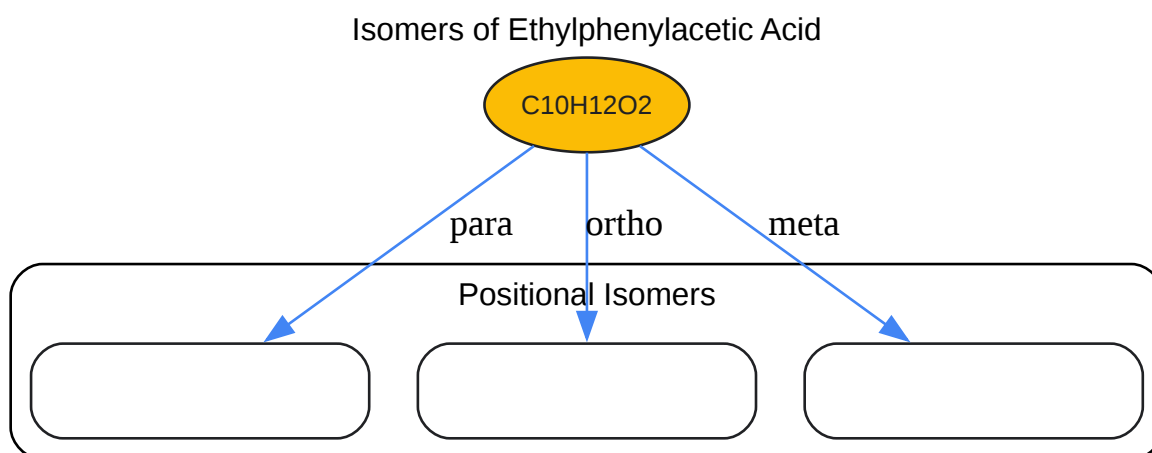 Isomers of Ethylphenylacetic Acid
C10H12O2
para
ortho
meta
Positional Isomers